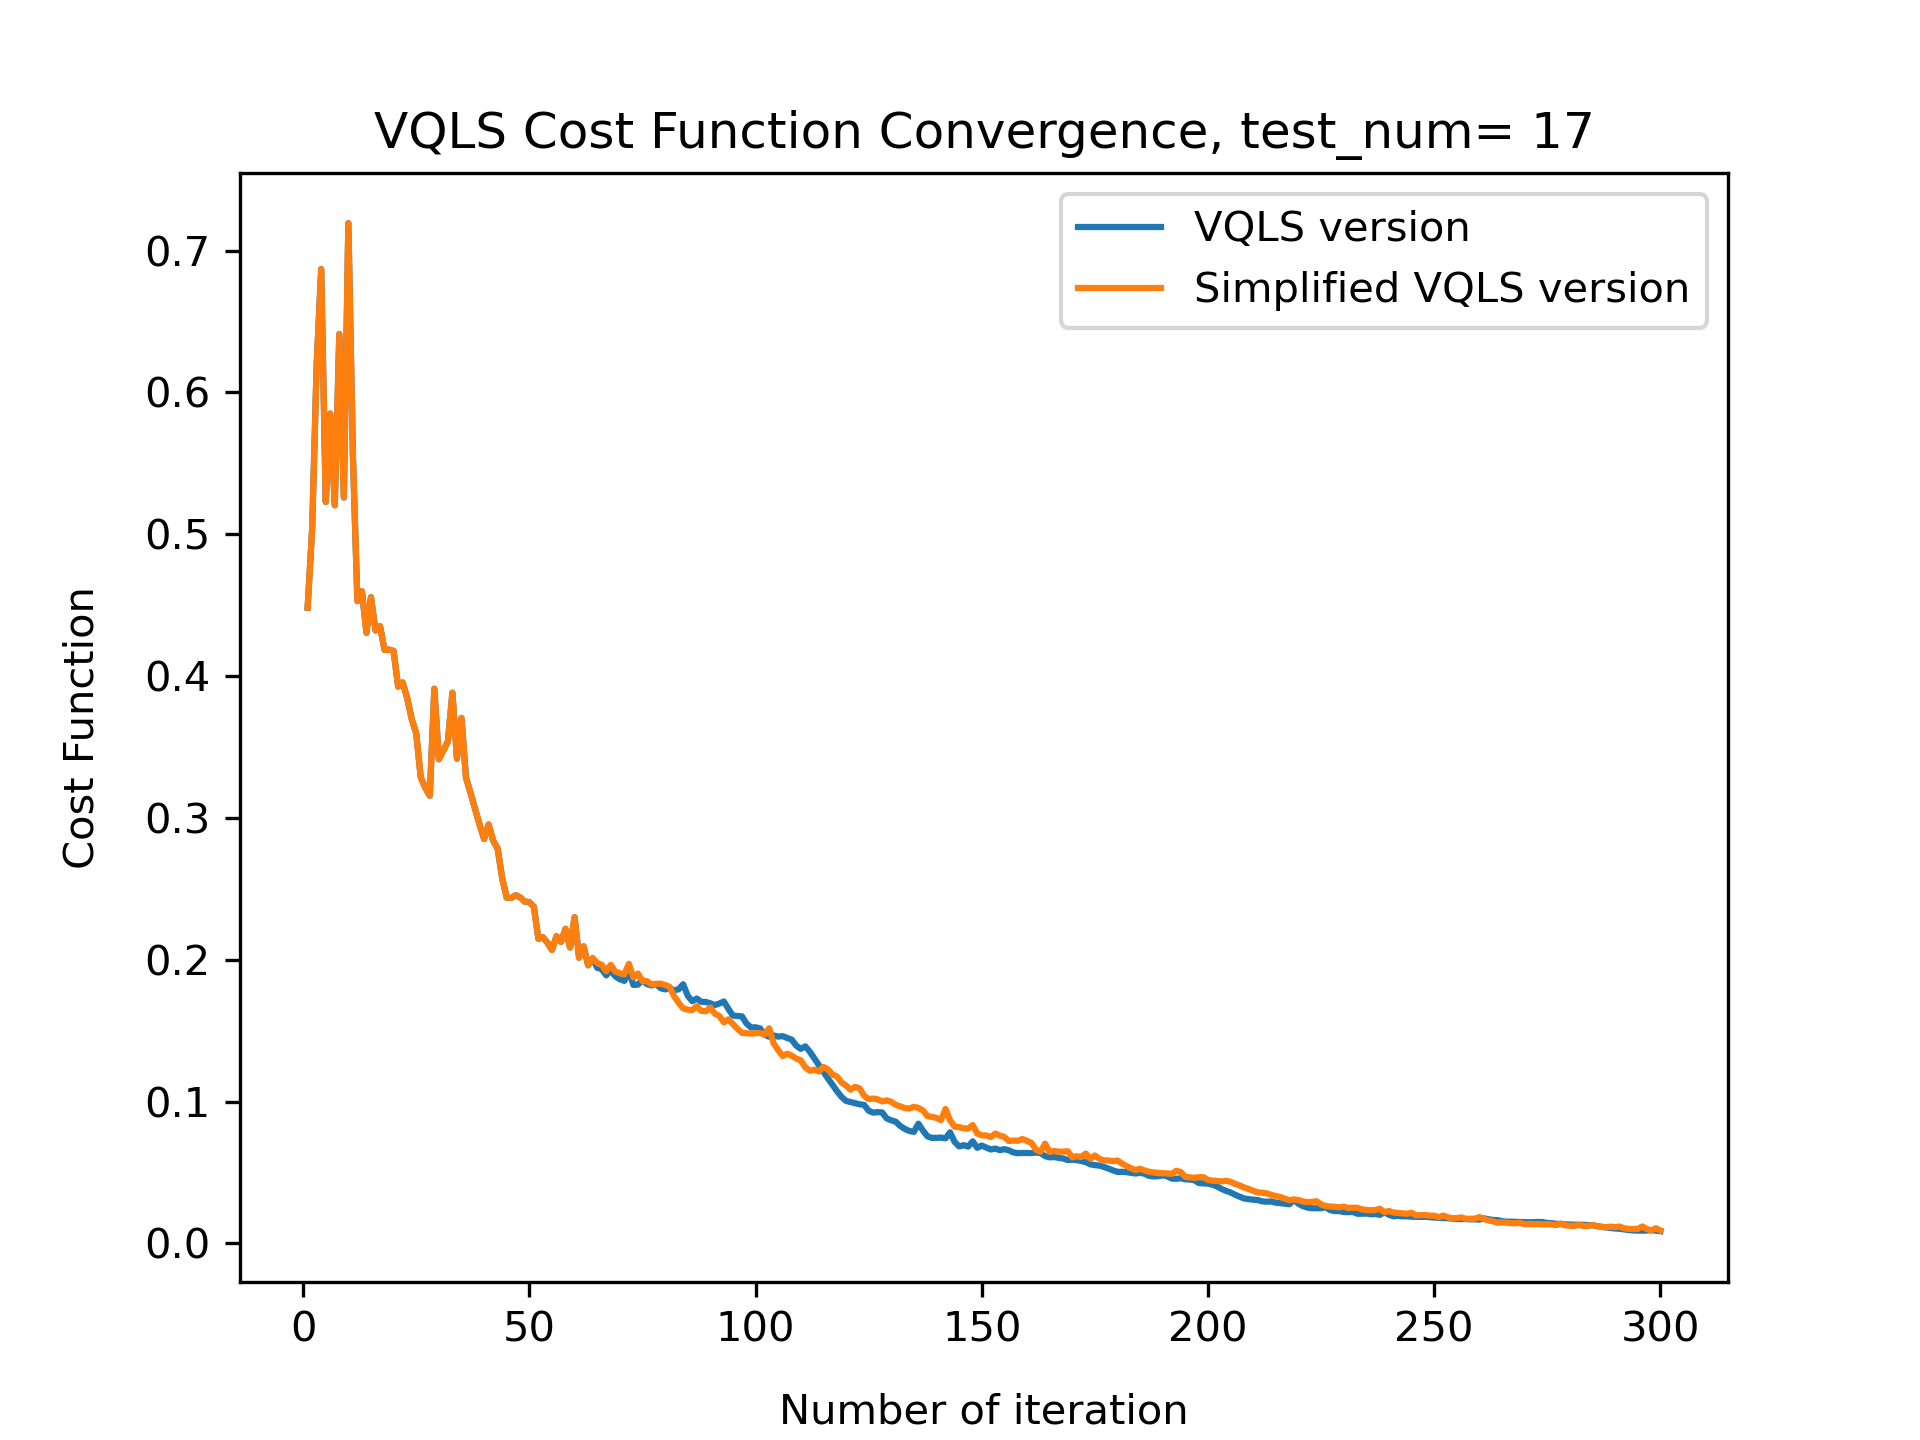 VQLS Cost Function Convergence, test_num= 17
VQLS version
Simplified VQLS version
0.7
0.6
0.5
0.4
0.3
0.2
0.1
0.0
Cost Function
0 50 100 150 200 250 300
Number of iteration